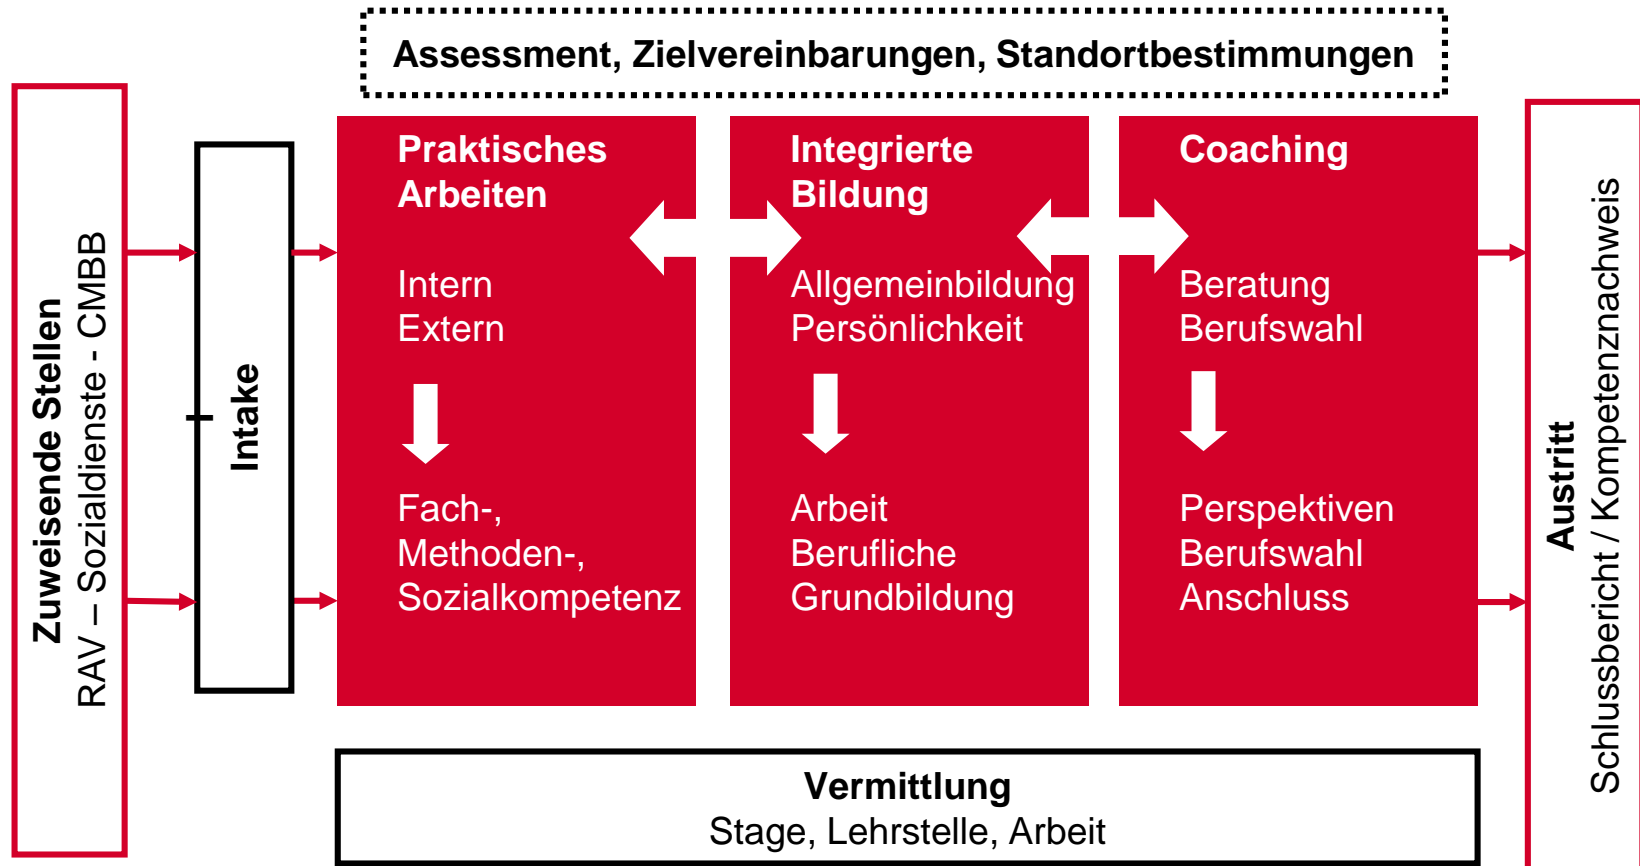 Assessment, Zielvereinbarungen, Standortbestimmungen
Zuweisende Stellen
RAV – Sozialdienste - CMBB
Intake
Praktisches
Arbeiten
Intern
Extern
Fach-,
Methoden-,
Sozialkompetenz
Integrierte
Bildung
Allgemeinbildung
Persönlichkeit
Arbeit
Berufliche
Grundbildung
Coaching
Beratung
Berufswahl
Perspektiven
Berufswahl
Anschluss
Austritt
Schlussbericht / Kompetenznachweis
Vermittlung
Stage, Lehrstelle, Arbeit